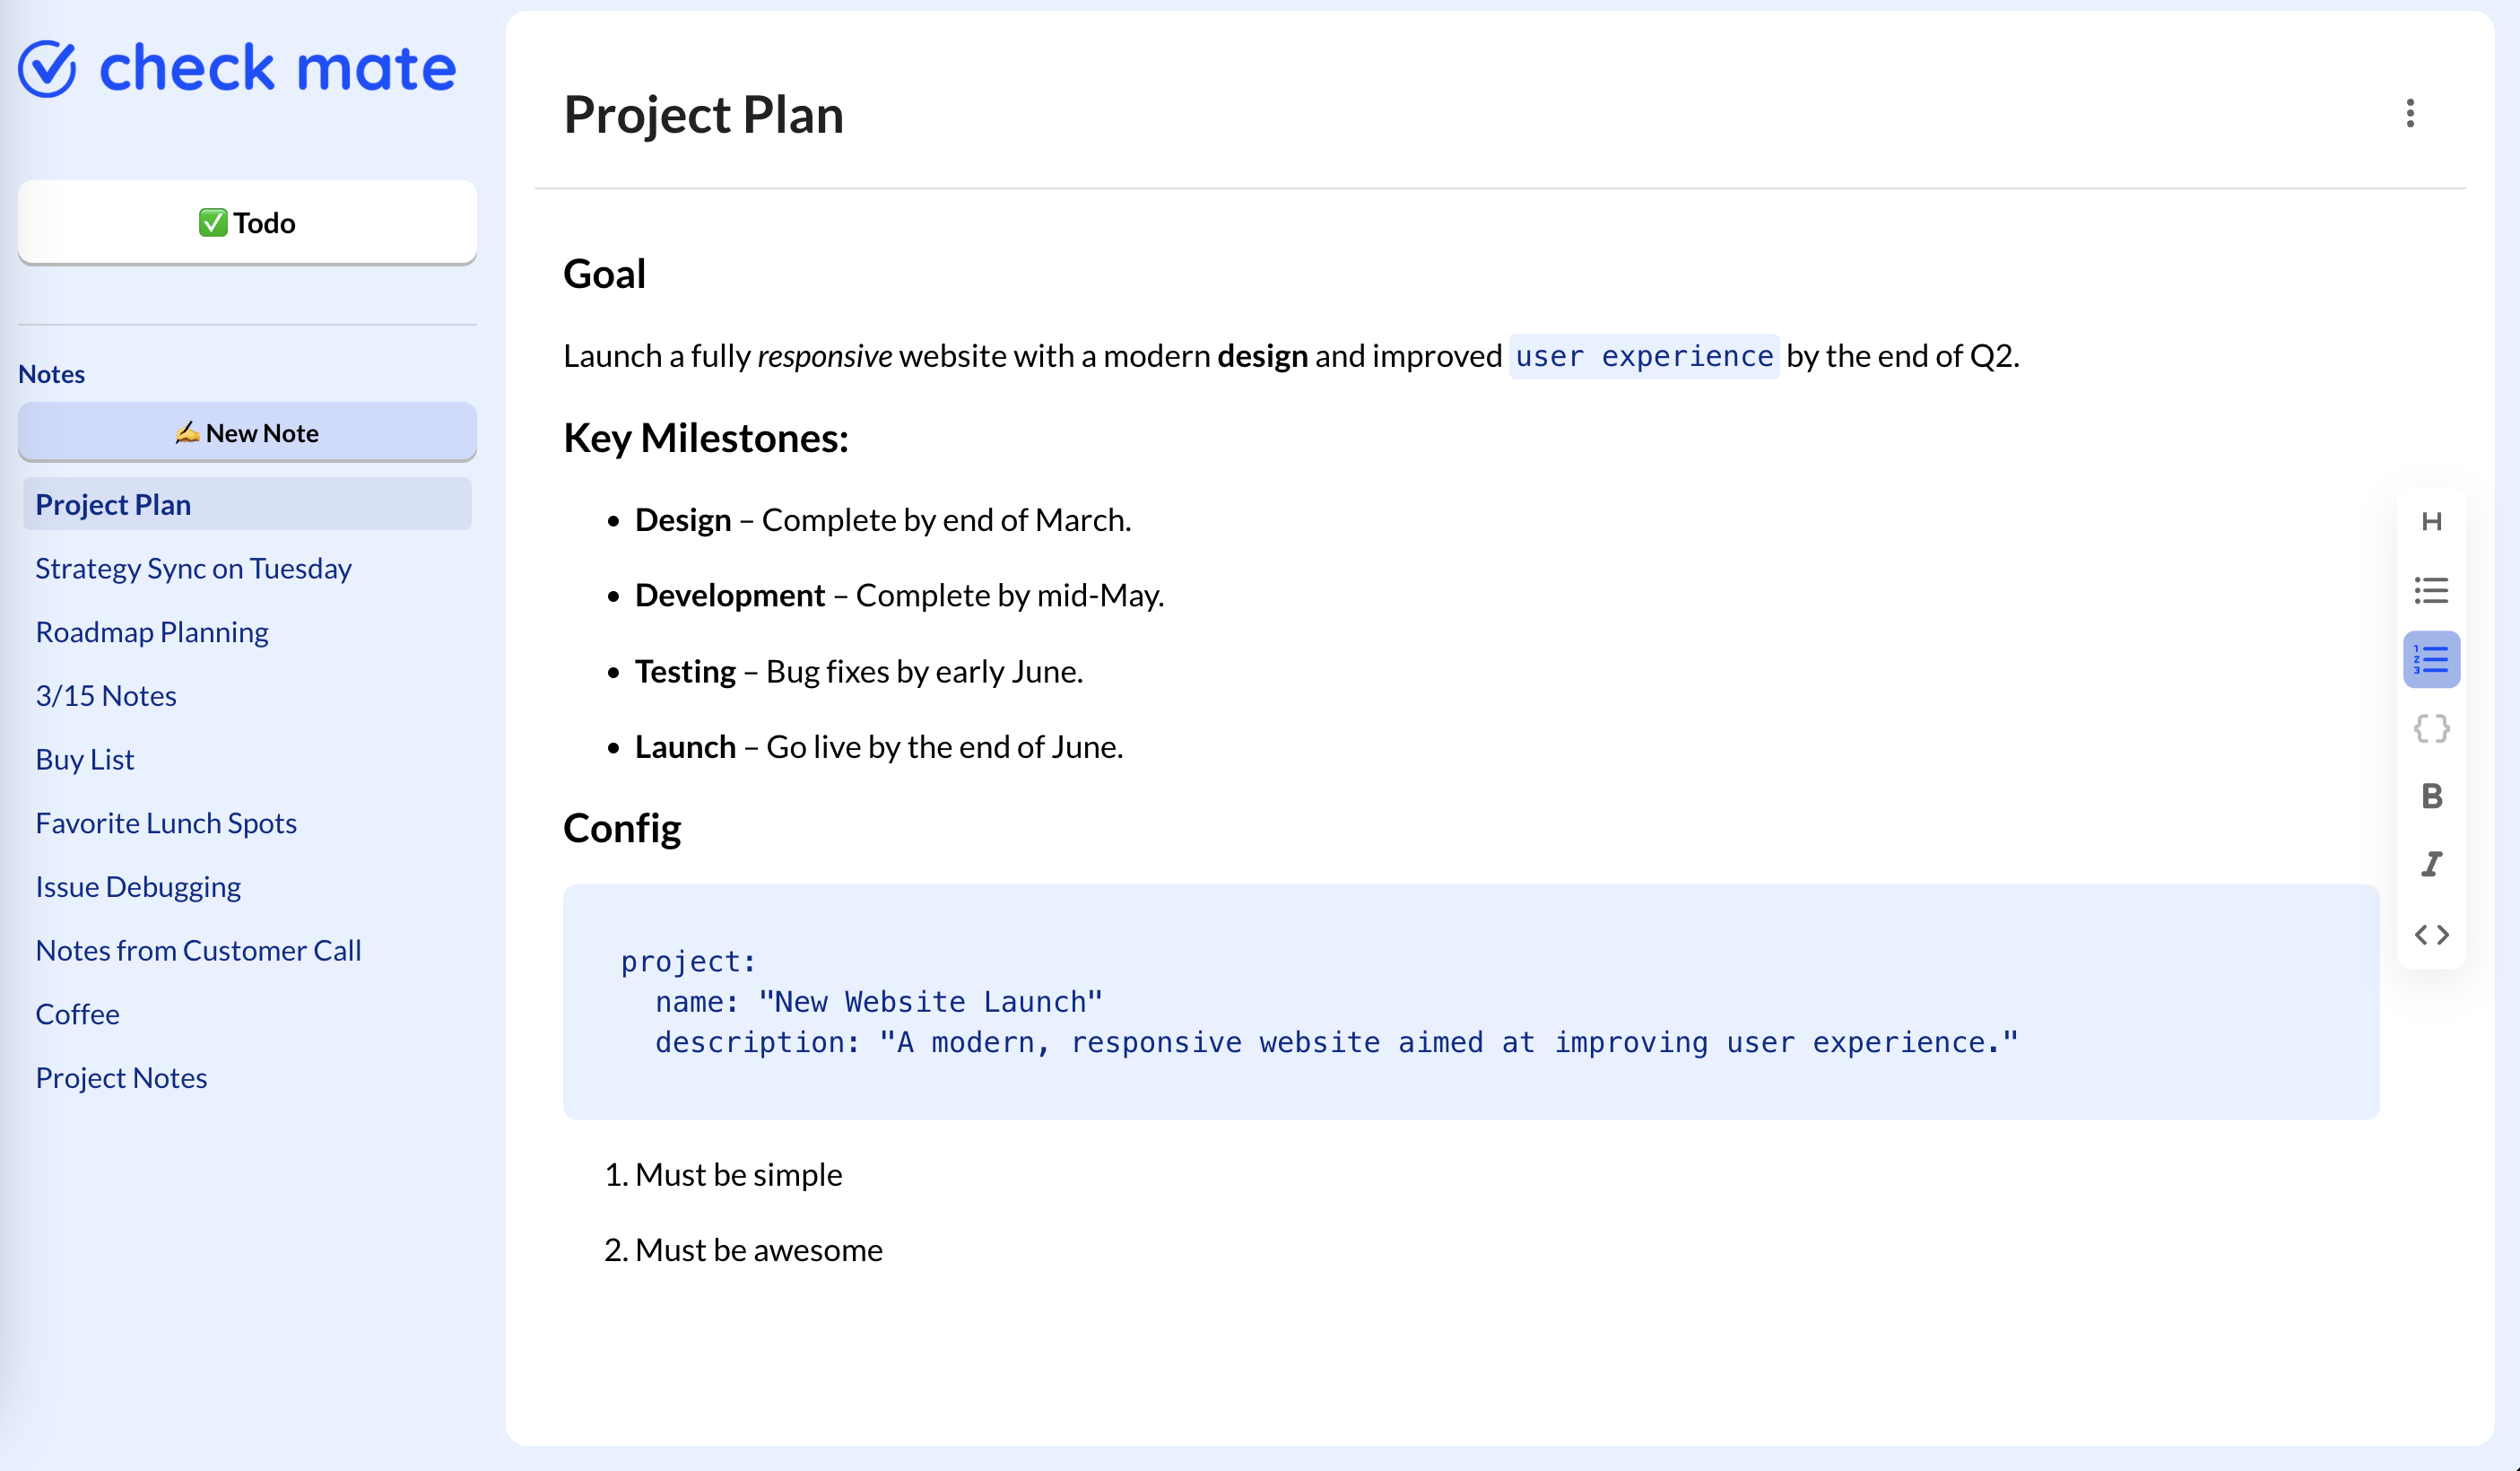 check mate
✅ Todo
Notes
✍️ New Note
Project Plan
Strategy Sync on Tuesday
Roadmap Planning
3/15 Notes
Buy List
Favorite Lunch Spots
Issue Debugging
Notes from Customer Call
Coffee
Project Notes
Project Plan
Goal
Launch a fully responsive website with a modern design and improved user experience by the end of Q2.
Key Milestones:
• Design – Complete by end of March.
• Development – Complete by mid-May.
• Testing – Bug fixes by early June.
• Launch – Go live by the end of June.
Config
project:
  name: "New Website Launch"
  description: "A modern, responsive website aimed at improving user experience."
1. Must be simple
2. Must be awesome
H
1
2
3
{}
B
I
<>